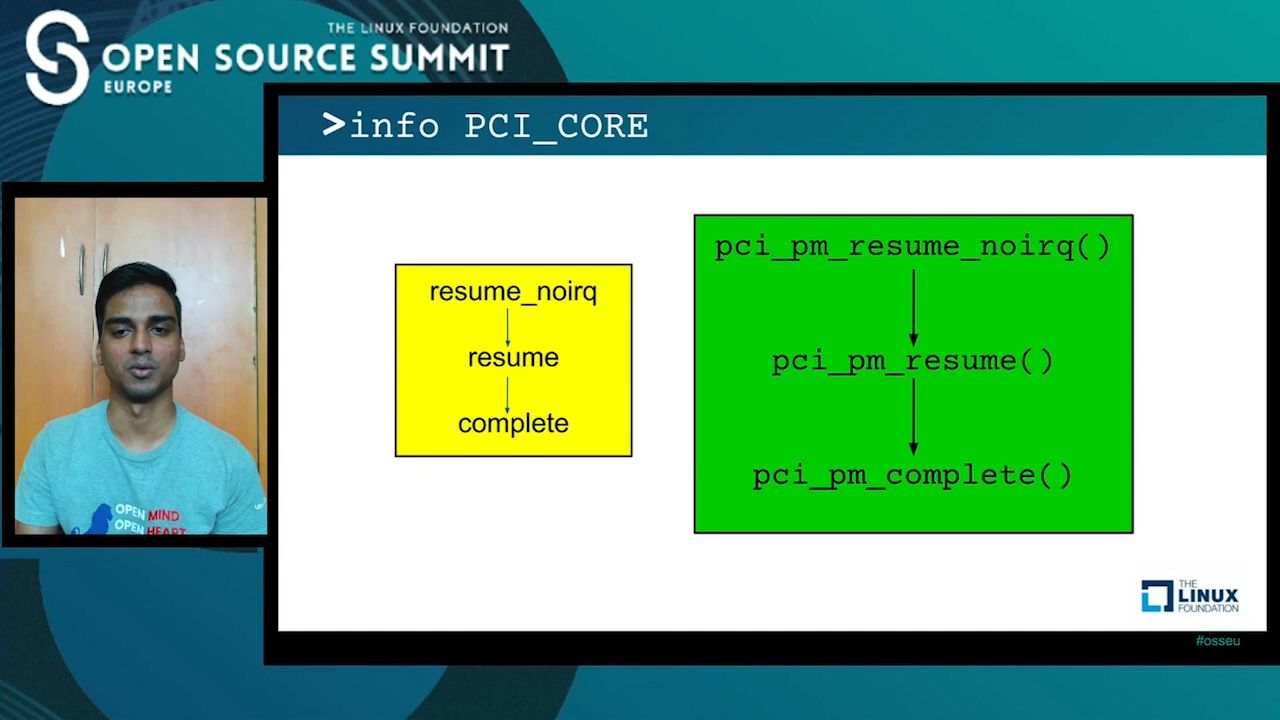 THE LINUX FOUNDATION
OPEN SOURCE SUMMIT
EUROPE
>info PCI_CORE
resume_noirq
resume
complete
pci_pm_resume_noirq()
pci_pm_resume()
pci_pm_complete()
OPEN MIND
OPEN HEART
THE
LINUX
FOUNDATION
#osseu